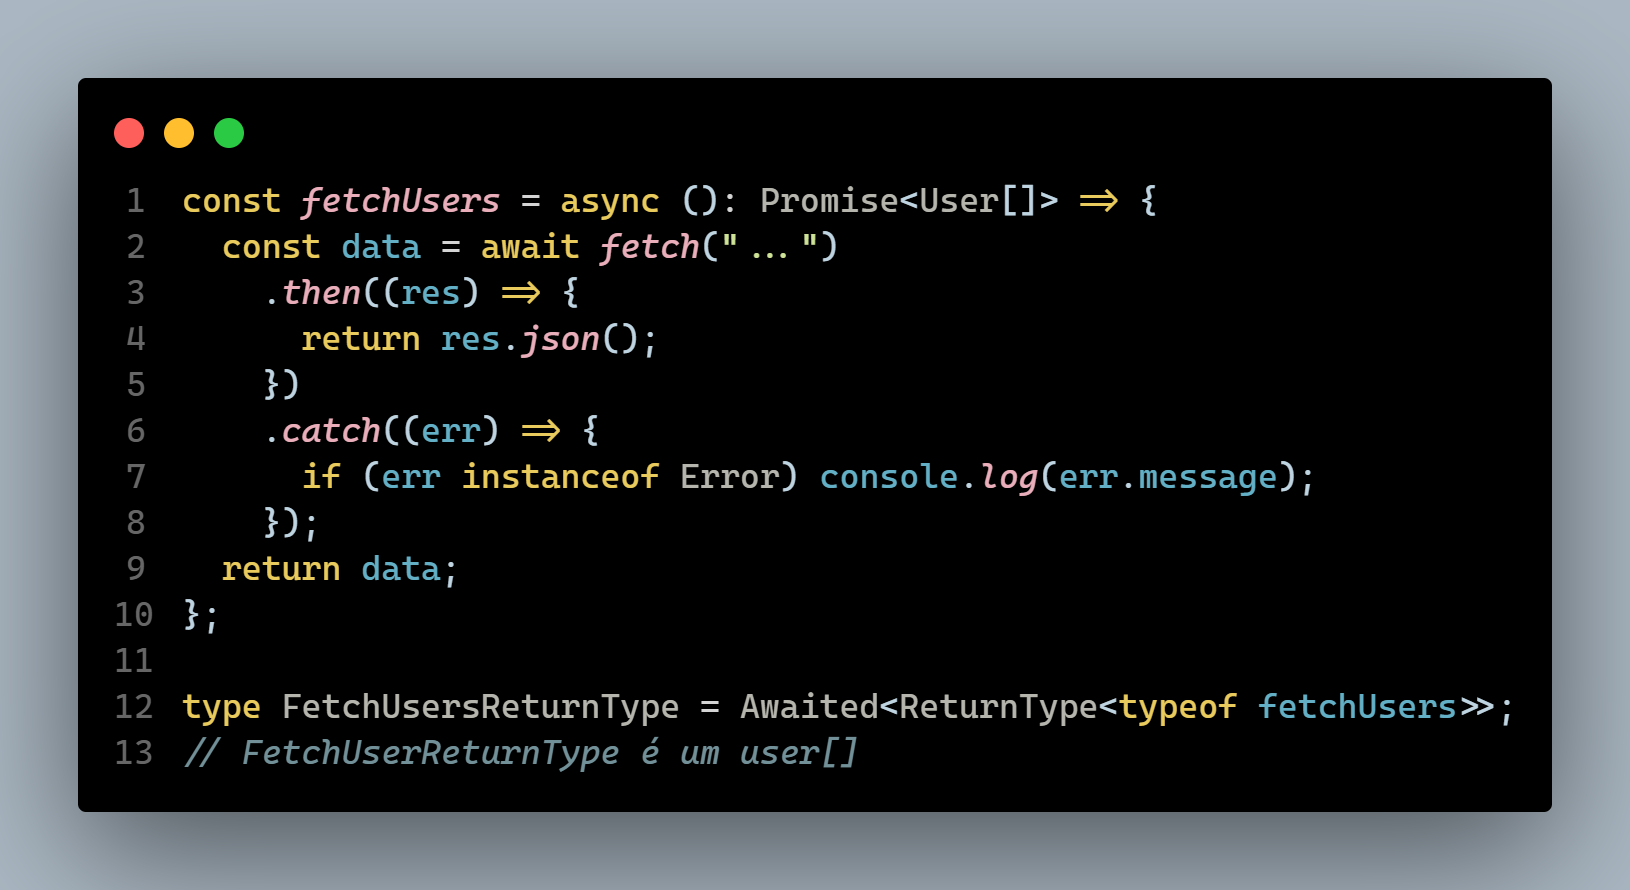 1 const fetchUsers = async (): Promise<User[]> => {
2 const data = await fetch("...")
3 .then((res) => {
4 return res.json();
5 })
6 .catch((err) => {
7 if (err instanceof Error) console.log(err.message);
8 });
9 return data;
10 };
11
12 type FetchUsersReturnType = Awaited<ReturnType<typeof fetchUsers>>;
13 // FetchUserReturnType é um user[]